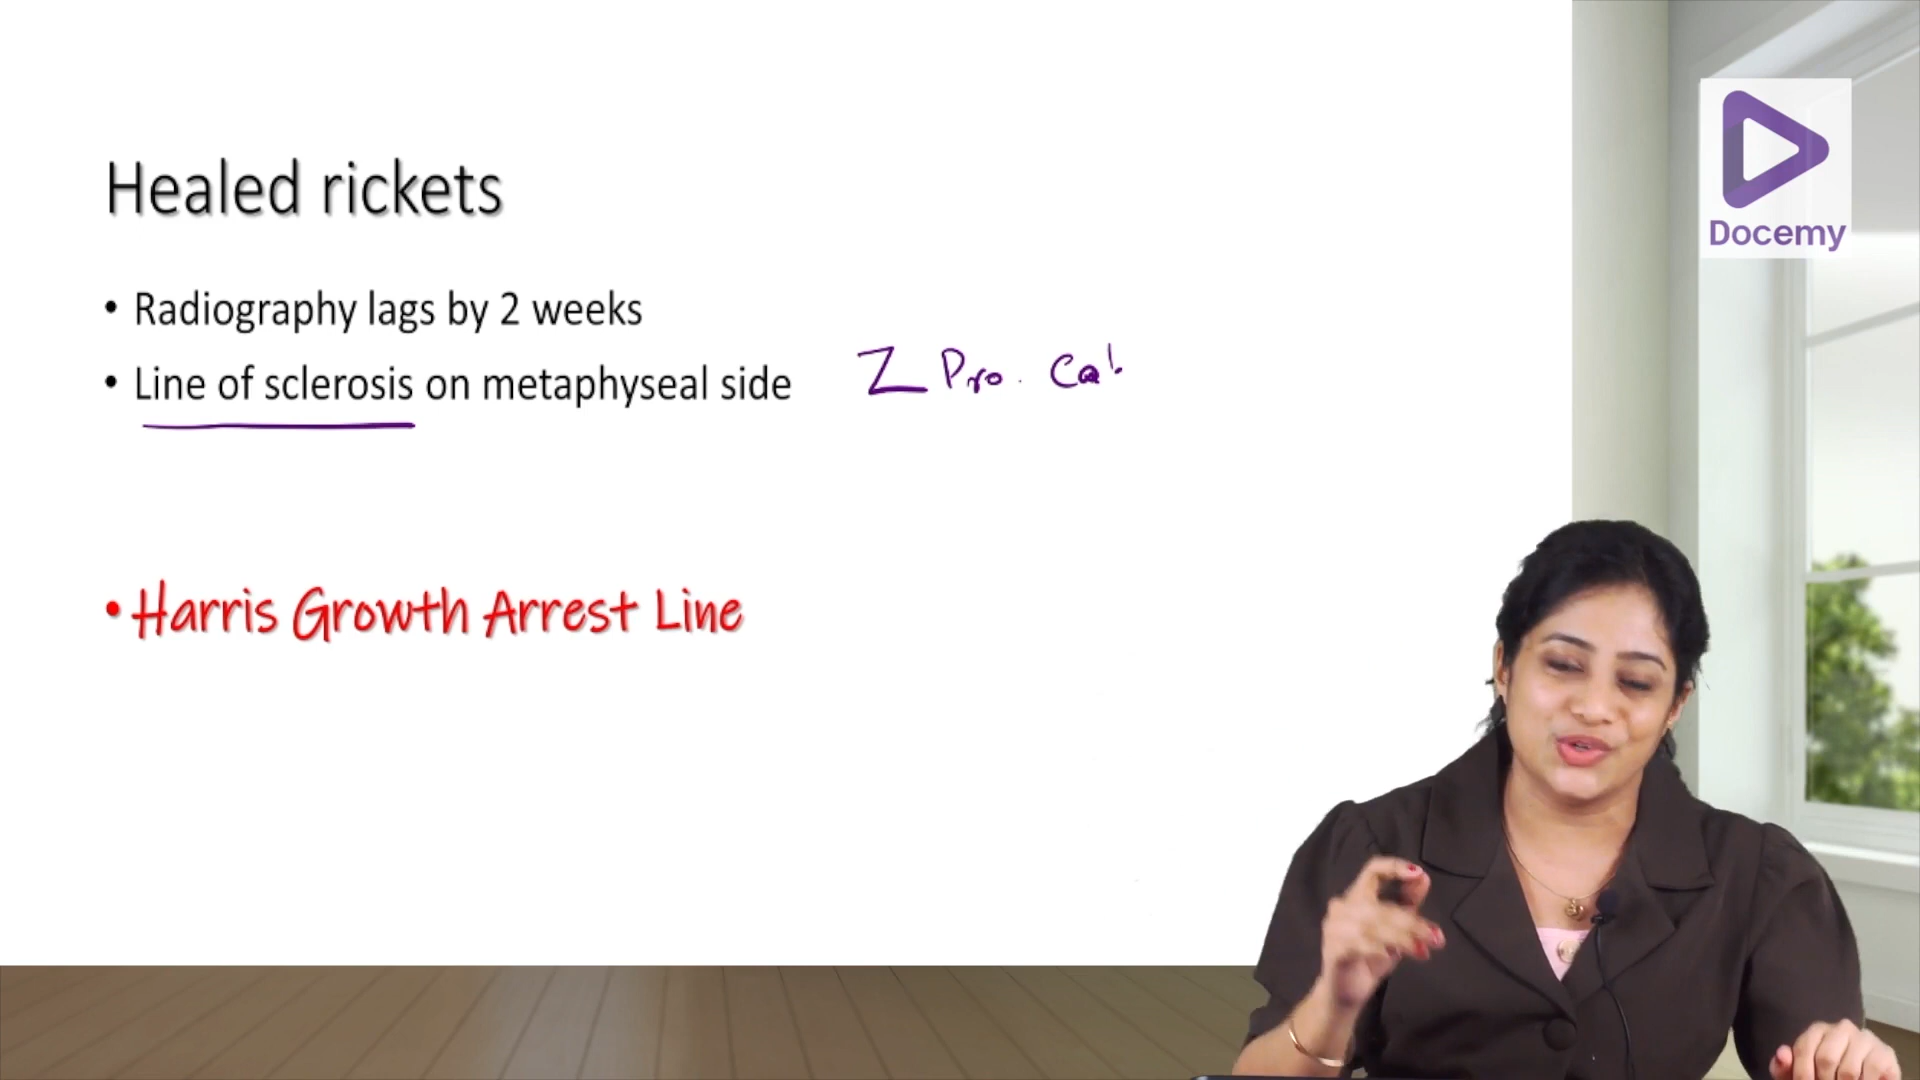 Healed rickets
• Radiography lags by 2 weeks
• Line of sclerosis on metaphyseal side
Z Pro. Cal.
• Harris Growth Arrest Line
Docemy